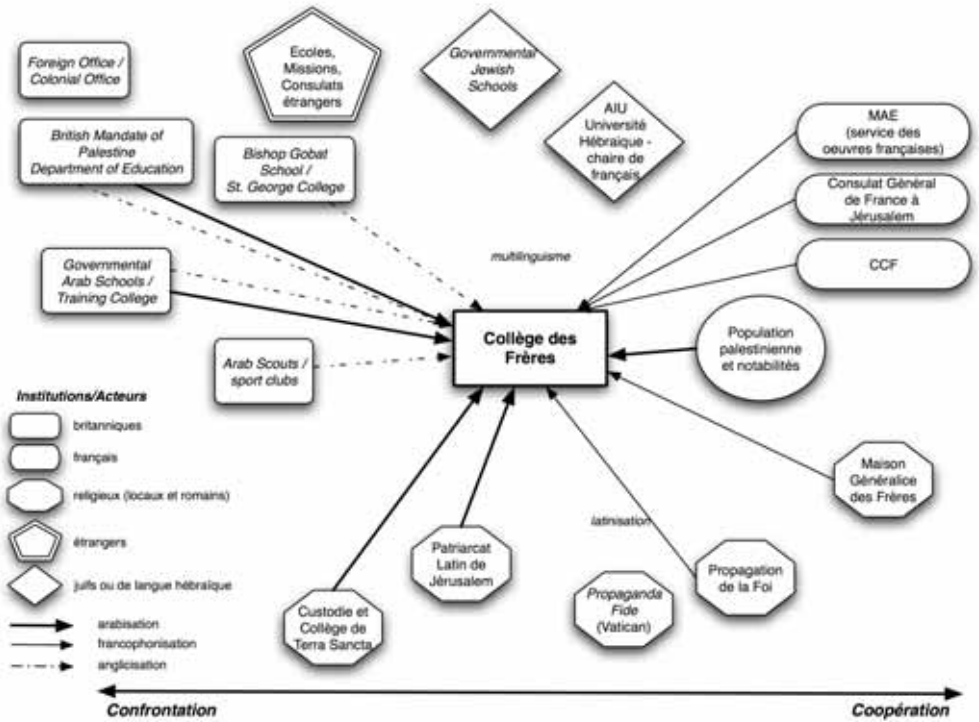 Foreign Office /
Colonial Office
Ecoles,
Missions,
Consulats
étrangers
Governmental
Jewish
Schools
AIU
Université
Hébraique -
chaire de
français
MAE
(service des
oeuvres françaises)
British Mandate of
Palestine
Department of Education
Bishop Gobat
School /
St. George College
Consulat Général
de France à
Jérusalem
multilinguisme
CCF
Governmental
Arab Schools /
Training College
Collège des
Frères
Population
palestinienne
et notabilités
Arab Scouts /
sport clubs
Maison
Généralice
des Frères
latinisation
Patriarcat
Latin de
Jérusalem
Propagation
de la Foi
Propaganda
Fide
(Vatican)
Custodie et
Collège de
Terra Sancta
Institutions/Acteurs
britanniques
français
religieux (locaux et romains)
étrangers
juifs ou de langue hébraïque
arabisation
francophonisation
anglicisation
Confrontation
Coopération